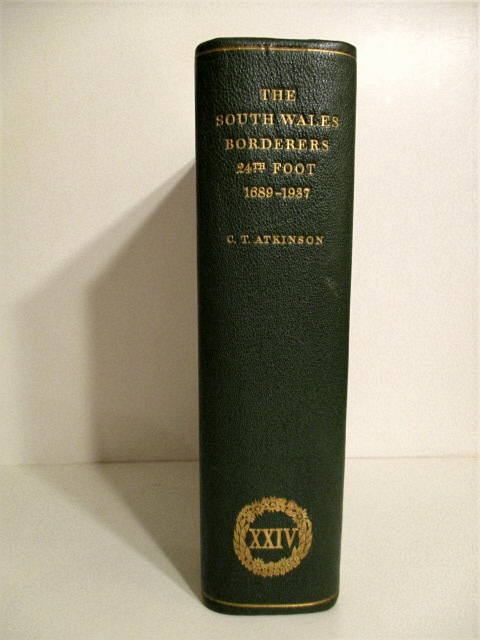 THE
SOUTH WALES
BORDERERS
24TH FOOT
1689-1937
C. T. ATKINSON
XXIV